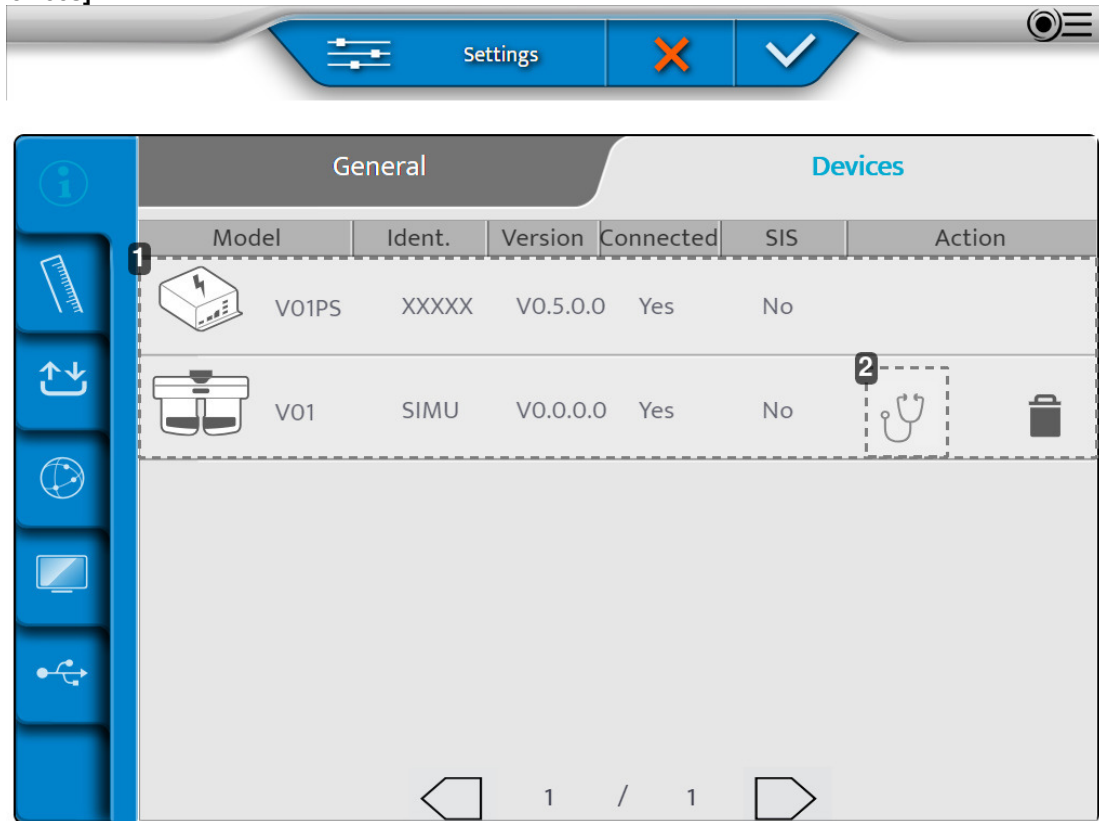 Settings
General Devices
Model Ident. Version Connected SIS Action
1
V01PS XXXXX V0.5.0.0 Yes No
2
V01 SIMU V0.0.0.0 Yes No
1 / 1